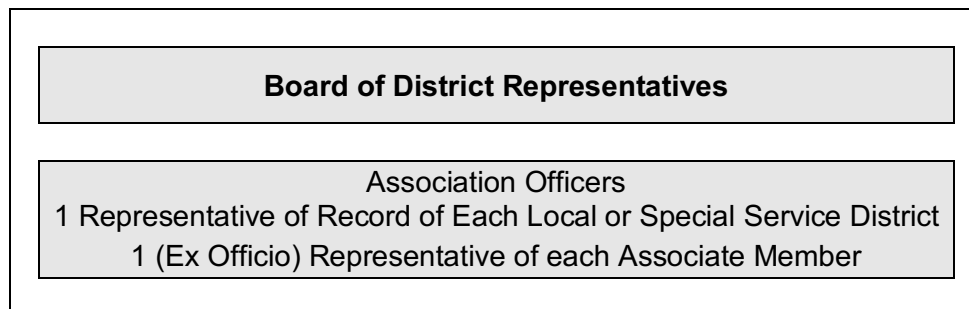 Board of District Representatives
Association Officers
1 Representative of Record of Each Local or Special Service District
1 (Ex Officio) Representative of each Associate Member